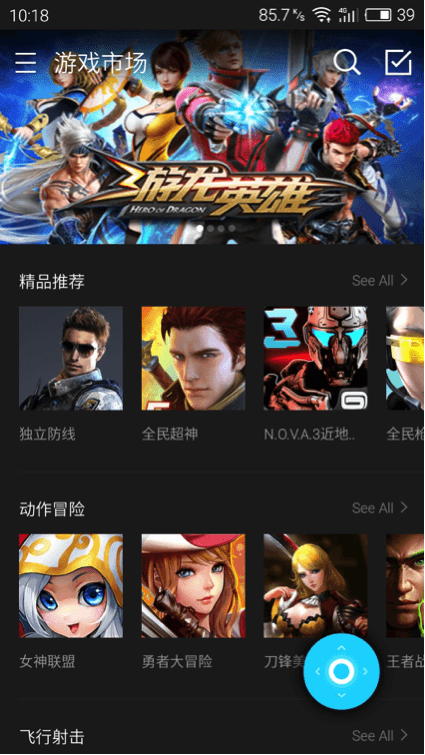 10:18
85.7 K/s
4G
39
游戏市场
游龙英雄
HERO OF DRAGON
精品推荐
See All
3
独立防线
全民超神
N.O.V.A.3近地..
全民枪
动作冒险
See All
女神联盟
勇者大冒险
刀锋美
王者战
飞行射击
See All